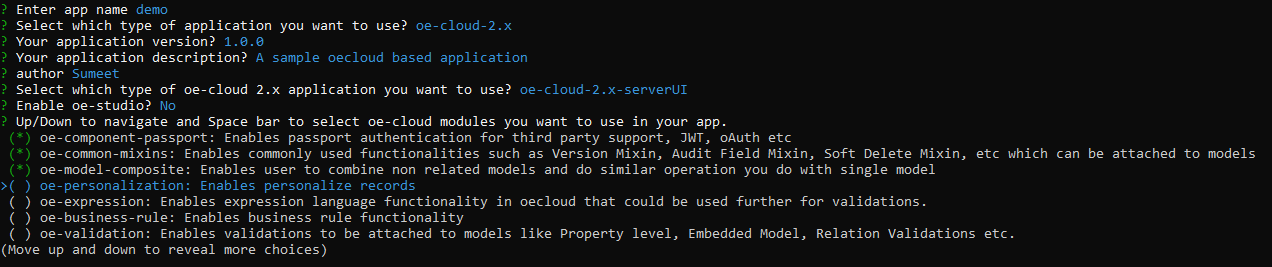 ? Enter app name demo
? Select which type of application you want to use? oe-cloud-2.x
? Your application version? 1.0.0
? Your application description? A sample oecloud based application
? author Sumeet
? Select which type of oe-cloud 2.x application you want to use? oe-cloud-2.x-serverUI
? Enable oe-studio? No
? Up/Down to navigate and Space bar to select oe-cloud modules you want to use in your app.
(*) oe-component-passport: Enables passport authentication for third party support, JWT, oAuth etc
(*) oe-common-mixins: Enables commonly used functionalities such as Version Mixin, Audit Field Mixin, Soft Delete Mixin, etc which can be attached to models
(*) oe-model-composite: Enables user to combine non related models and do similar operation you do with single model
>( ) oe-personalization: Enables personalize records
( ) oe-expression: Enables expression language functionality in oecloud that could be used further for validations.
( ) oe-business-rule: Enables business rule functionality
( ) oe-validation: Enables validations to be attached to models like Property level, Embedded Model, Relation Validations etc.
(Move up and down to reveal more choices)